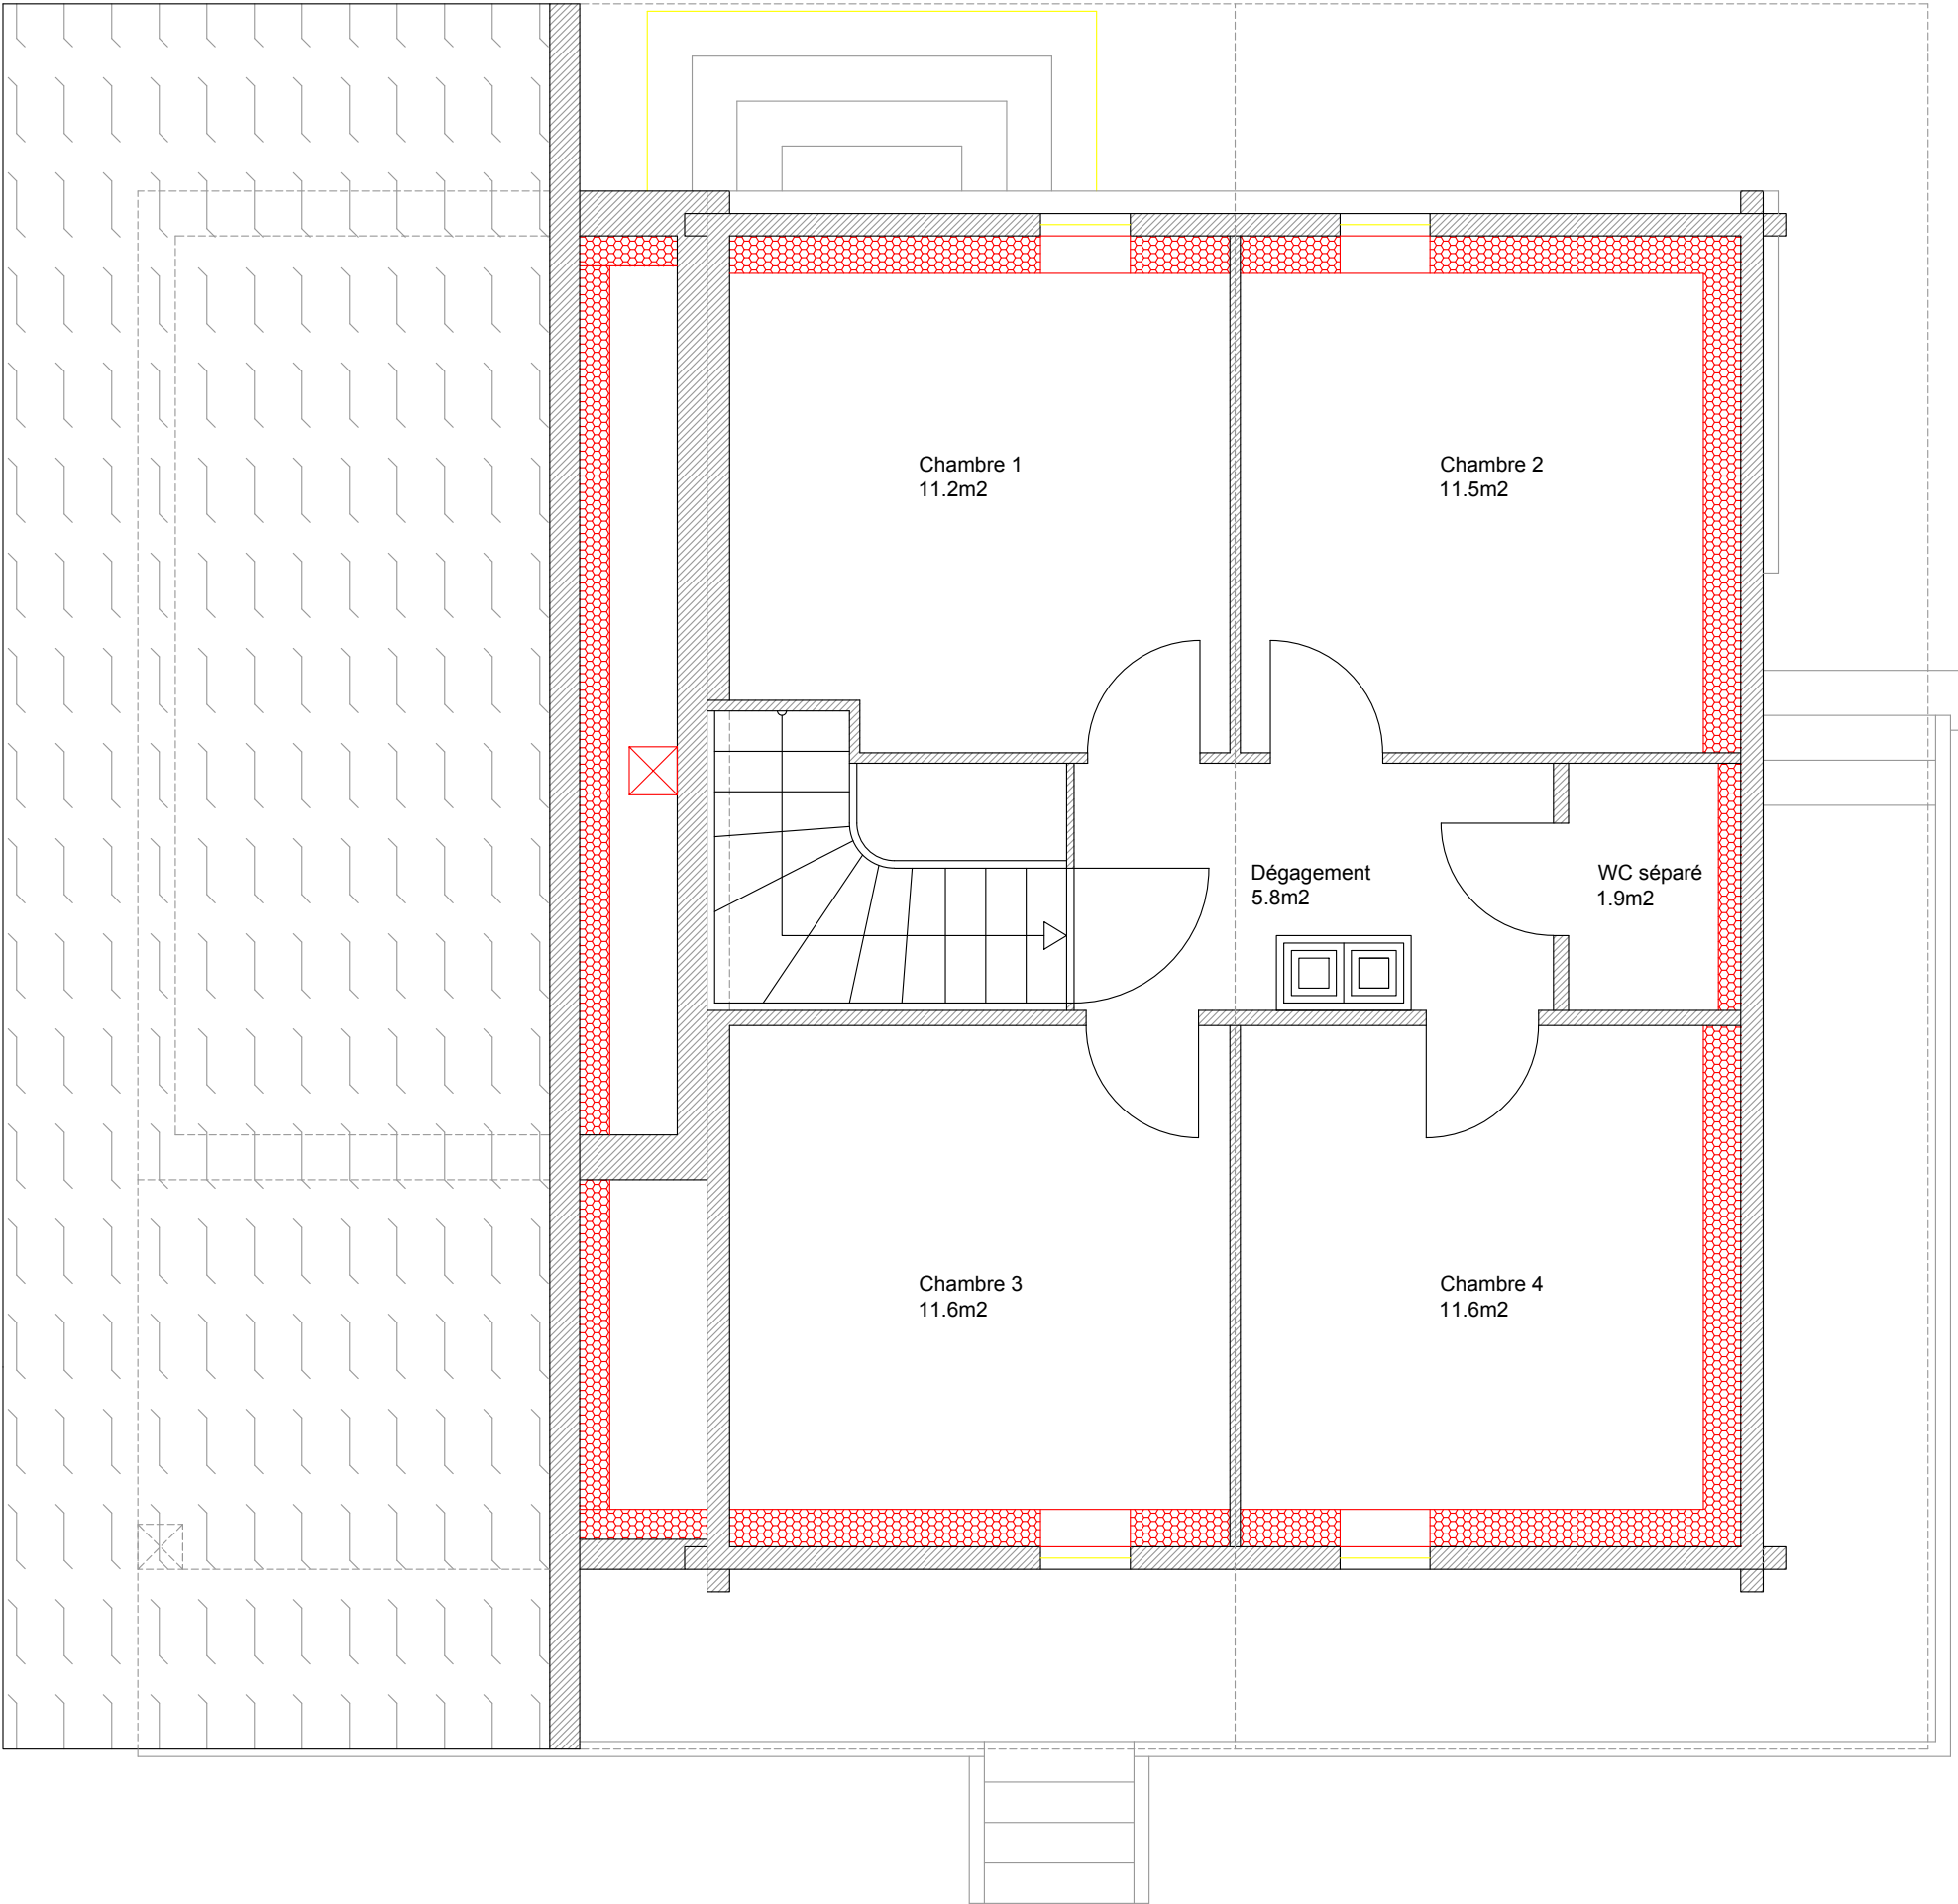 Chambre 1
11.2m2
Chambre 2
11.5m2
Dégagement
5.8m2
WC séparé
1.9m2
Chambre 3
11.6m2
Chambre 4
11.6m2